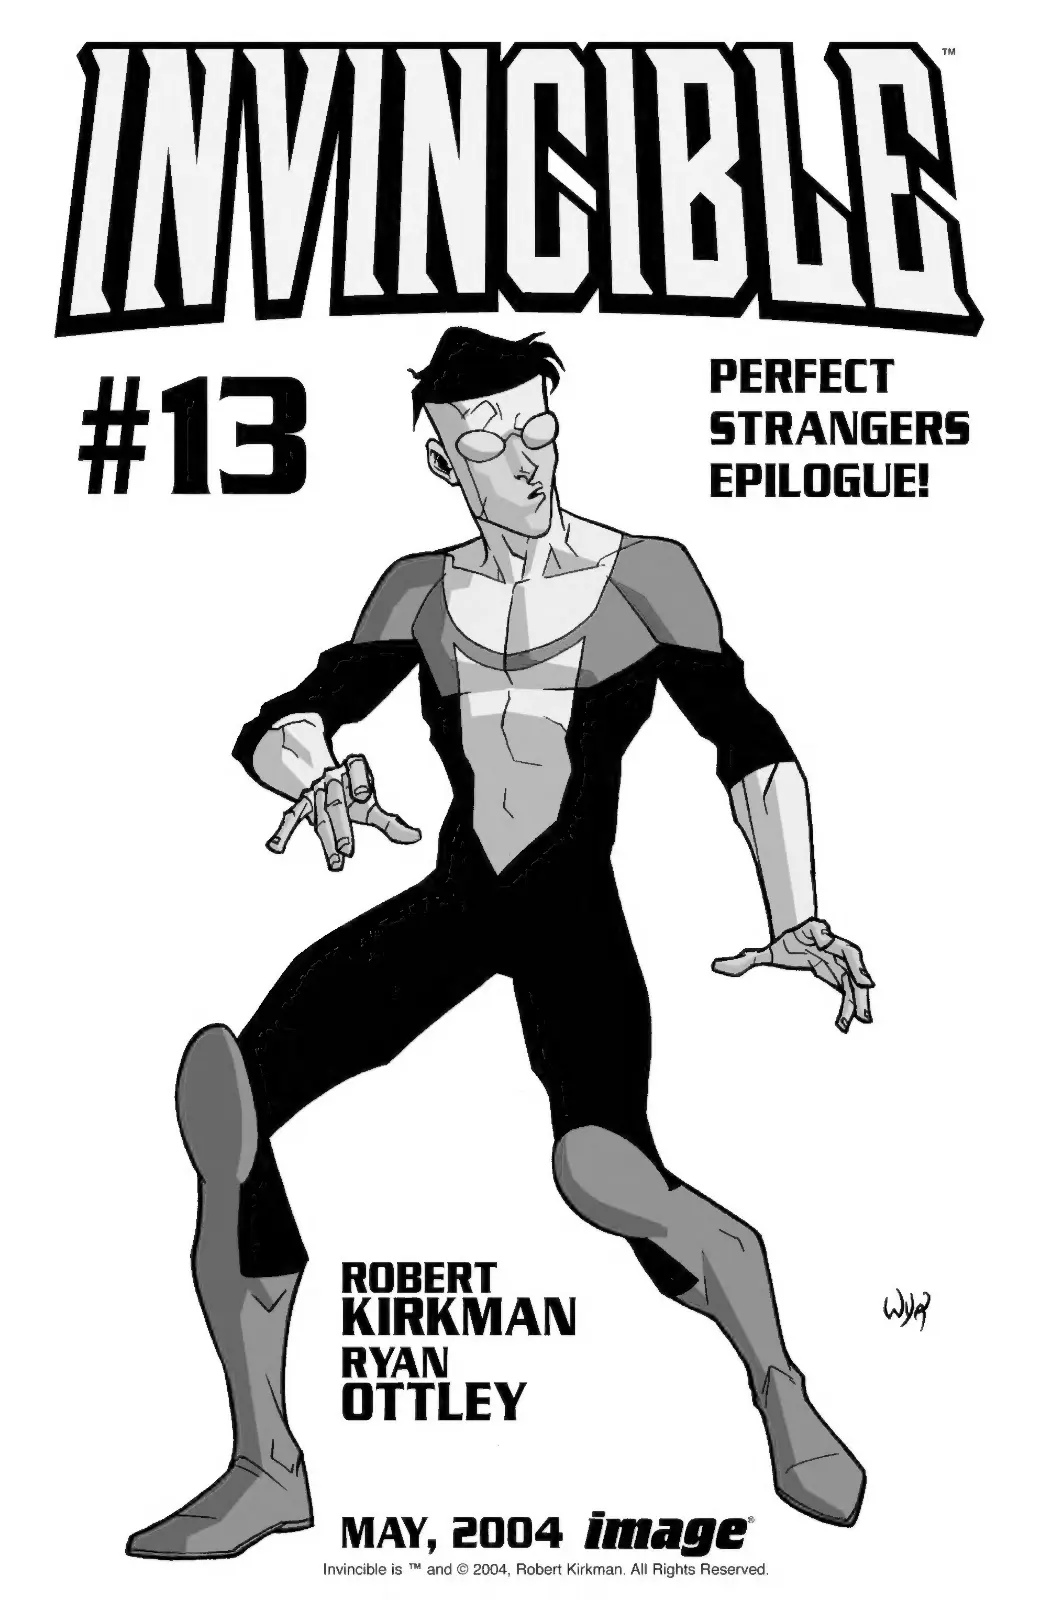 INVINCIBLE™
#13
PERFECT
STRANGERS
EPILOGUE!
ROBERT
KIRKMAN
RYAN
OTTLEY
MAY, 2004 image®
Invincible is ™ and © 2004, Robert Kirkman. All Rights Reserved.